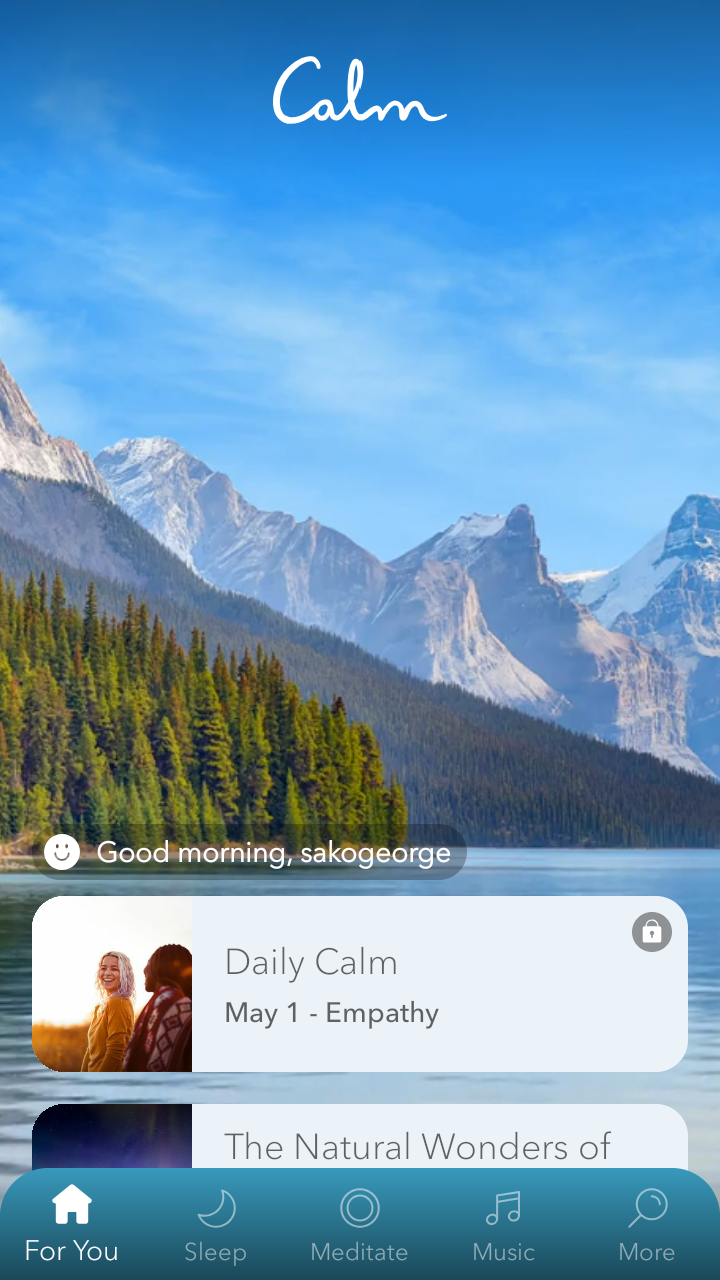 Calm
Good morning, sakogeorge
Daily Calm
May 1 - Empathy
The Natural Wonders of
For You
Sleep
Meditate
Music
More